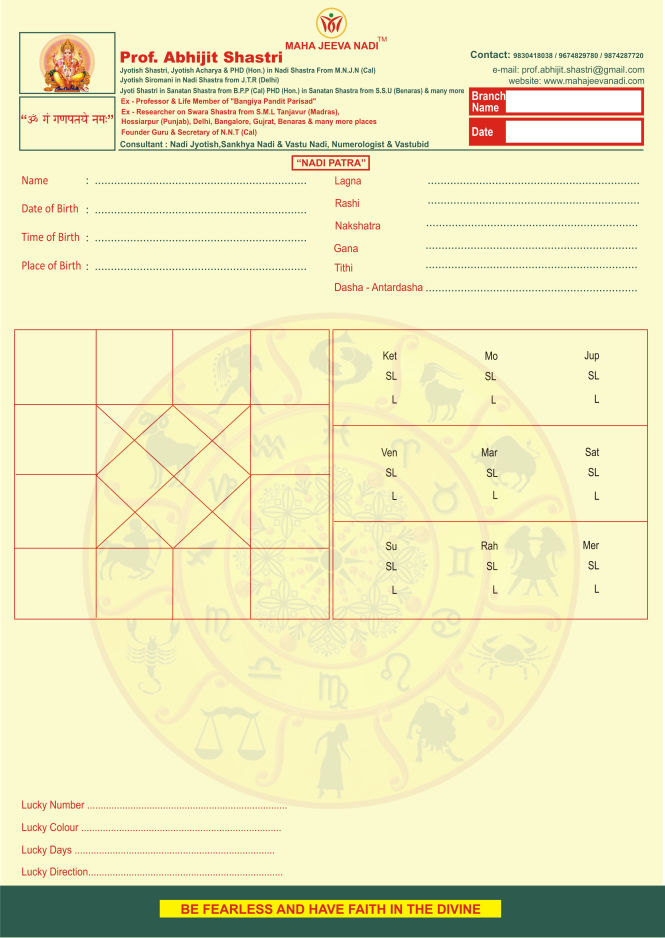 MAHA JEEVA NADI™
Prof. Abhijit Shastri
Jyotish Shastri, Jyotish Acharya & PHD (Hon.) in Nadi Shastra From M.N.J.N (Cal)
Jyotish Siromani in Nadi Shastra from J.T.R (Delhi)
Jyoti Shastri in Sanatan Shastra from B.P.P (Cal) PHD (Hon.) in Sanatan Shastra from S.S.U (Benaras) & many more
Ex - Professor & Life Member of "Bangiya Pandit Parisad"
Ex - Researcher on Swara Shastra from S.M.L Tanjavur (Madras),
Hossiarpur (Punjab), Delhi, Bangalore, Gujrat, Benaras & many more places
Founder Guru & Secretary of N.N.T (Cal)
Consultant : Nadi Jyotish,Sankhya Nadi & Vastu Nadi, Numerologist & Vastubid
“ॐ गं गणपनये नमः”
Contact: 9830418038 / 9674829780 / 9874287720
e-mail: prof.abhijit.shastri@gmail.com
website: www.mahajeevanadi.com
Branch
Name
Date
“NADI PATRA”
Name :
Date of Birth :
Time of Birth :
Place of Birth :
Lagna
Rashi
Nakshatra
Gana
Tithi
Dasha - Antardasha
Ket Mo Jup
SL SL SL
L L L
Ven Mar Sat
SL SL SL
L L L
Su Rah Mer
SL SL SL
L L L
Lucky Number
Lucky Colour
Lucky Days
Lucky Direction
BE FEARLESS AND HAVE FAITH IN THE DIVINE